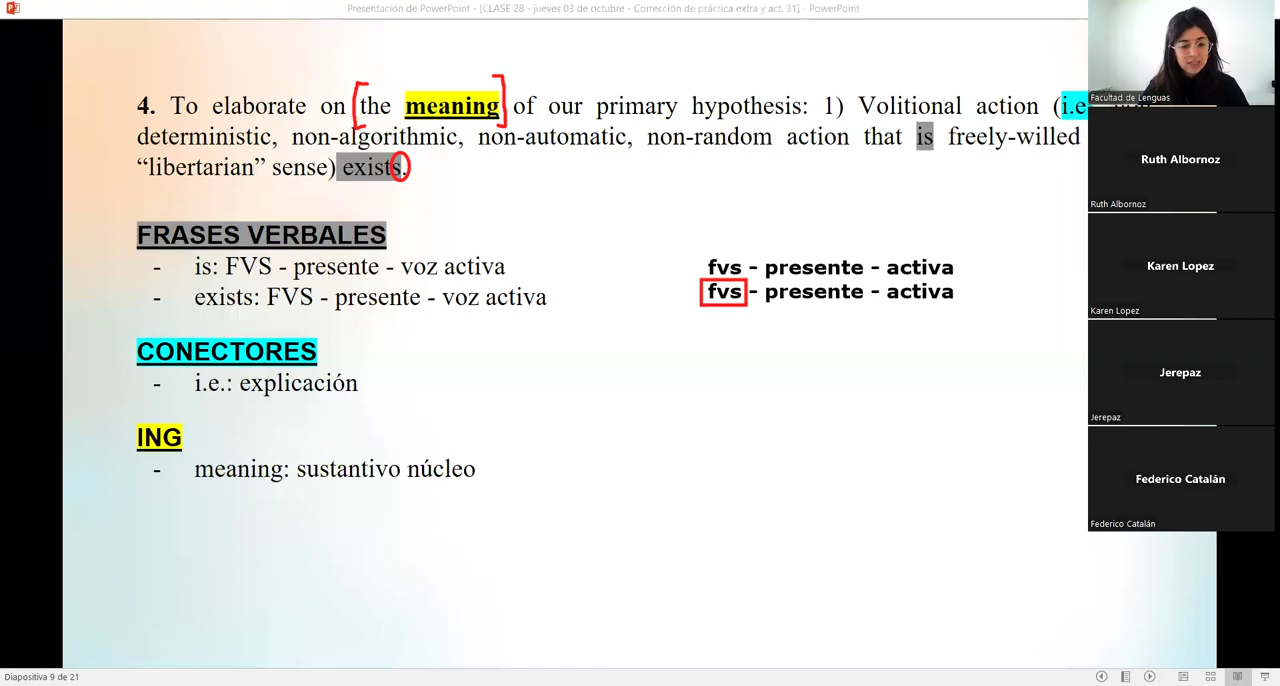 Presentación de PowerPoint - [CLASE 28 - jueves 03 de octubre - Corrección de práctica extra y act. 31] - PowerPoint
4. To elaborate on the meaning of our primary hypothesis: 1) Volitional action (i.e
deterministic, non-algorithmic, non-automatic, non-random action that is freely-willed
“libertarian” sense) exists.
FRASES VERBALES
- is: FVS - presente - voz activa
- exists: FVS - presente - voz activa
fvs - presente - activa
fvs - presente - activa
CONECTORES
- i.e.: explicación
ING
- meaning: sustantivo núcleo
Facultad de Lenguas
Ruth Albornoz
Ruth Albornoz
Karen Lopez
Karen Lopez
Jerepaz
Jerepaz
Federico Catalán
Federico Catalán
Diapositiva 9 de 21